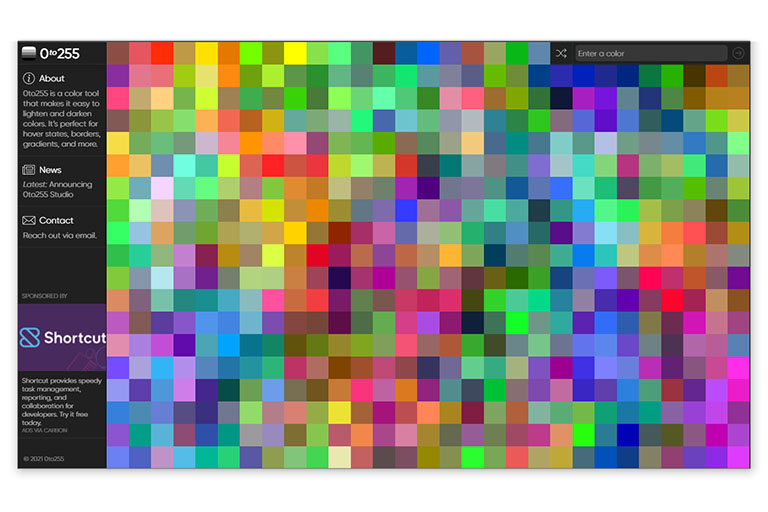 0to255
Enter a color
About
0to255 is a color tool
that makes it easy to
lighten and darken
colors. It's perfect for
hover states, borders,
gradients, and more.
News
Latest: Announcing
0to255 Studio
Contact
Reach out via email.
SPONSORED BY
Shortcut
Shortcut provides speedy
task management,
reporting, and
collaboration for
developers. Try it free
today.
ADS VIA CARBON
© 2021 0to255